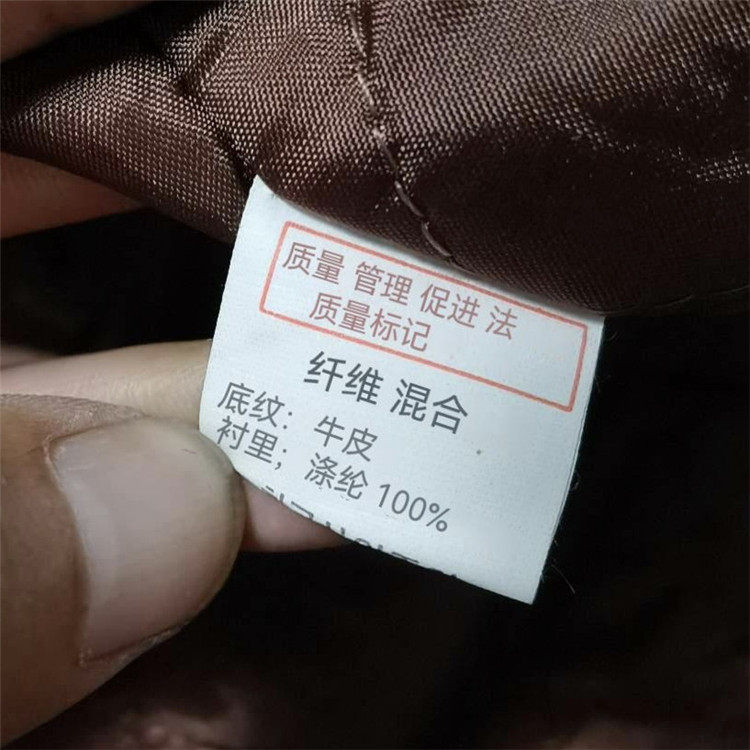 质量 管理 促进 法
质量标记
纤维 混合
底纹：牛皮
衬里；涤纶 100%